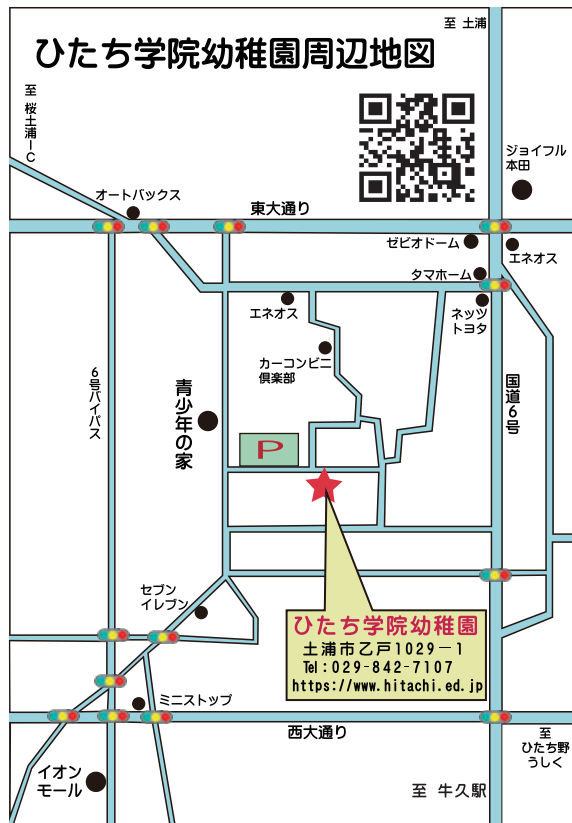 至 土浦
ひたち学院幼稚園周辺地図
至 桜土浦IC
ジョイフル
本田
オートバックス
東大通り
ゼビオドーム
エネオス
タマホーム
エネオス
ネッツ
トヨタ
カーコンビニ
倶楽部
6号バイパス
青少年の家
国道6号
P
セブン
イレブン
ひたち学院幼稚園
土浦市乙戸1029-1
Tel:029-842-7107
https://www.hitachi.ed.jp
ミニストップ
西大通り
至
ひたち野
うしく
イオン
モール
至 牛久駅